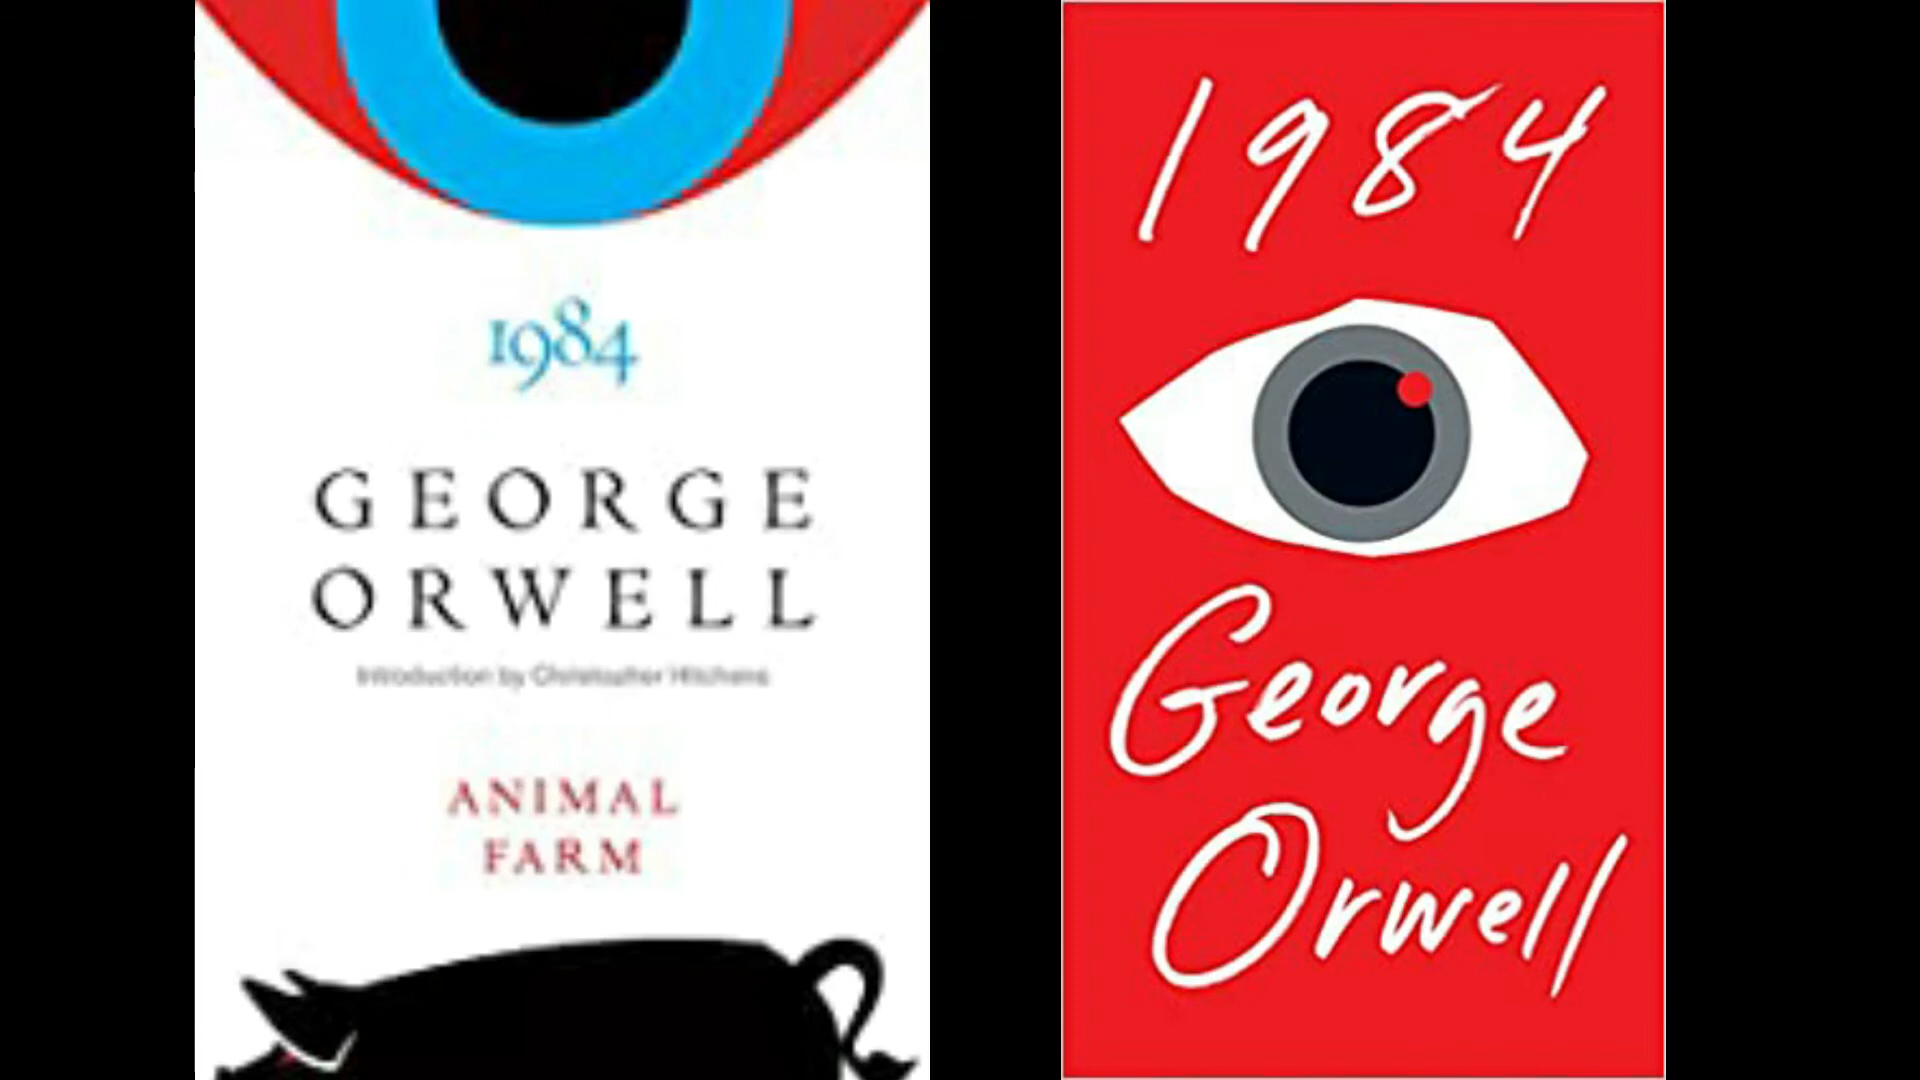 1984
GEORGE
ORWELL
Introduction by Christopher Hitchens
ANIMAL
FARM
1984
George
Orwell